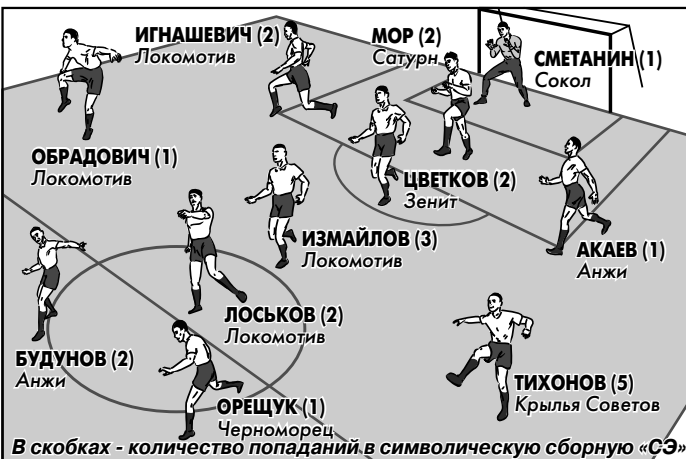 ИГНАШЕВИЧ (2)
Локомотив
МОР (2)
Сатурн
СМЕТАНИН (1)
Сокол
ОБРАДОВИЧ (1)
Локомотив
ЦВЕТКОВ (2)
Зенит
ИЗМАЙЛОВ (3)
Локомотив
АКАЕВ (1)
Анжи
ЛОСЬКОВ (2)
Локомотив
БУДУНОВ (2)
Анжи
ТИХОНОВ (5)
Крылья Советов
ОРЕЩУК (1)
Черноморец
В скобках - количество попаданий в символическую сборную «СЭ»